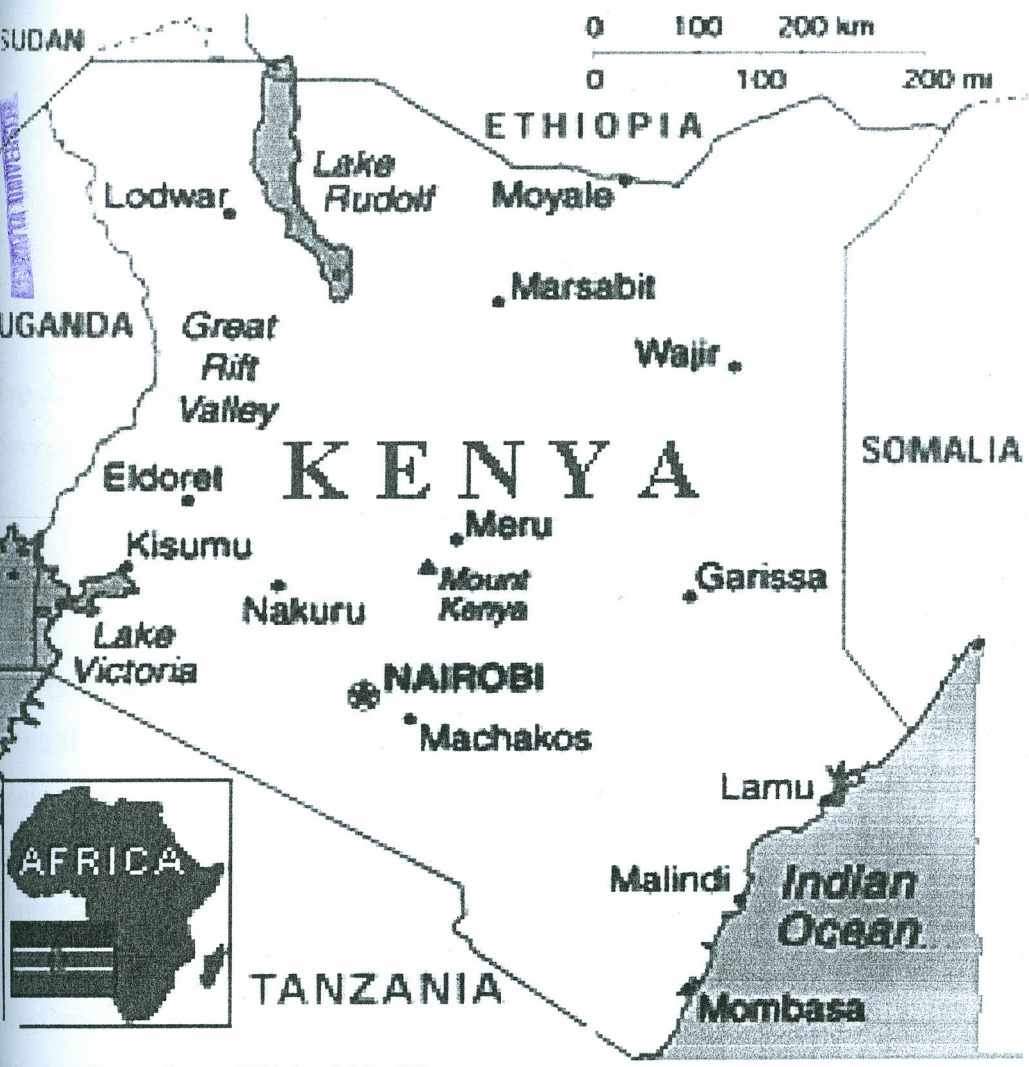 0 100 200 km
0 100 200 mi
SUDAN
ETHIOPIA
Lake
Rudolf
Lodwar
Moyale
Marsabit
UGANDA
Great
Rift
Valley
Wajir
KENYA
SOMALIA
Eldoret
Meru
Kisumu
Mount
Kenya
Garissa
Nakuru
Lake
Victoria
NAIROBI
Machakos
Lamu
AFRICA
Malindi
Indian
Ocean
TANZANIA
Mombasa